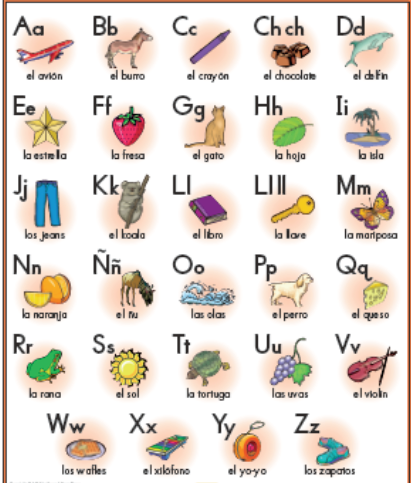 Aa Bb Cc Ch ch Dd
el avión el burro el crayón el chocolate el delfín
Ee Ff Gg Hh Ii
la estrella la fresa el gato la hoja la isla
Jj Kk Ll Ll ll Mm
los jeans el koala el libro la llave la mariposa
Nn Ññ Oo Pp Qq
la naranja el ñu las olas el perro el queso
Rr Ss Tt Uu Vv
la rana el sol la tortuga las uvas el violín
Ww Xx Yy Zz
los wafles el xilófono el yo-yo los zapatos